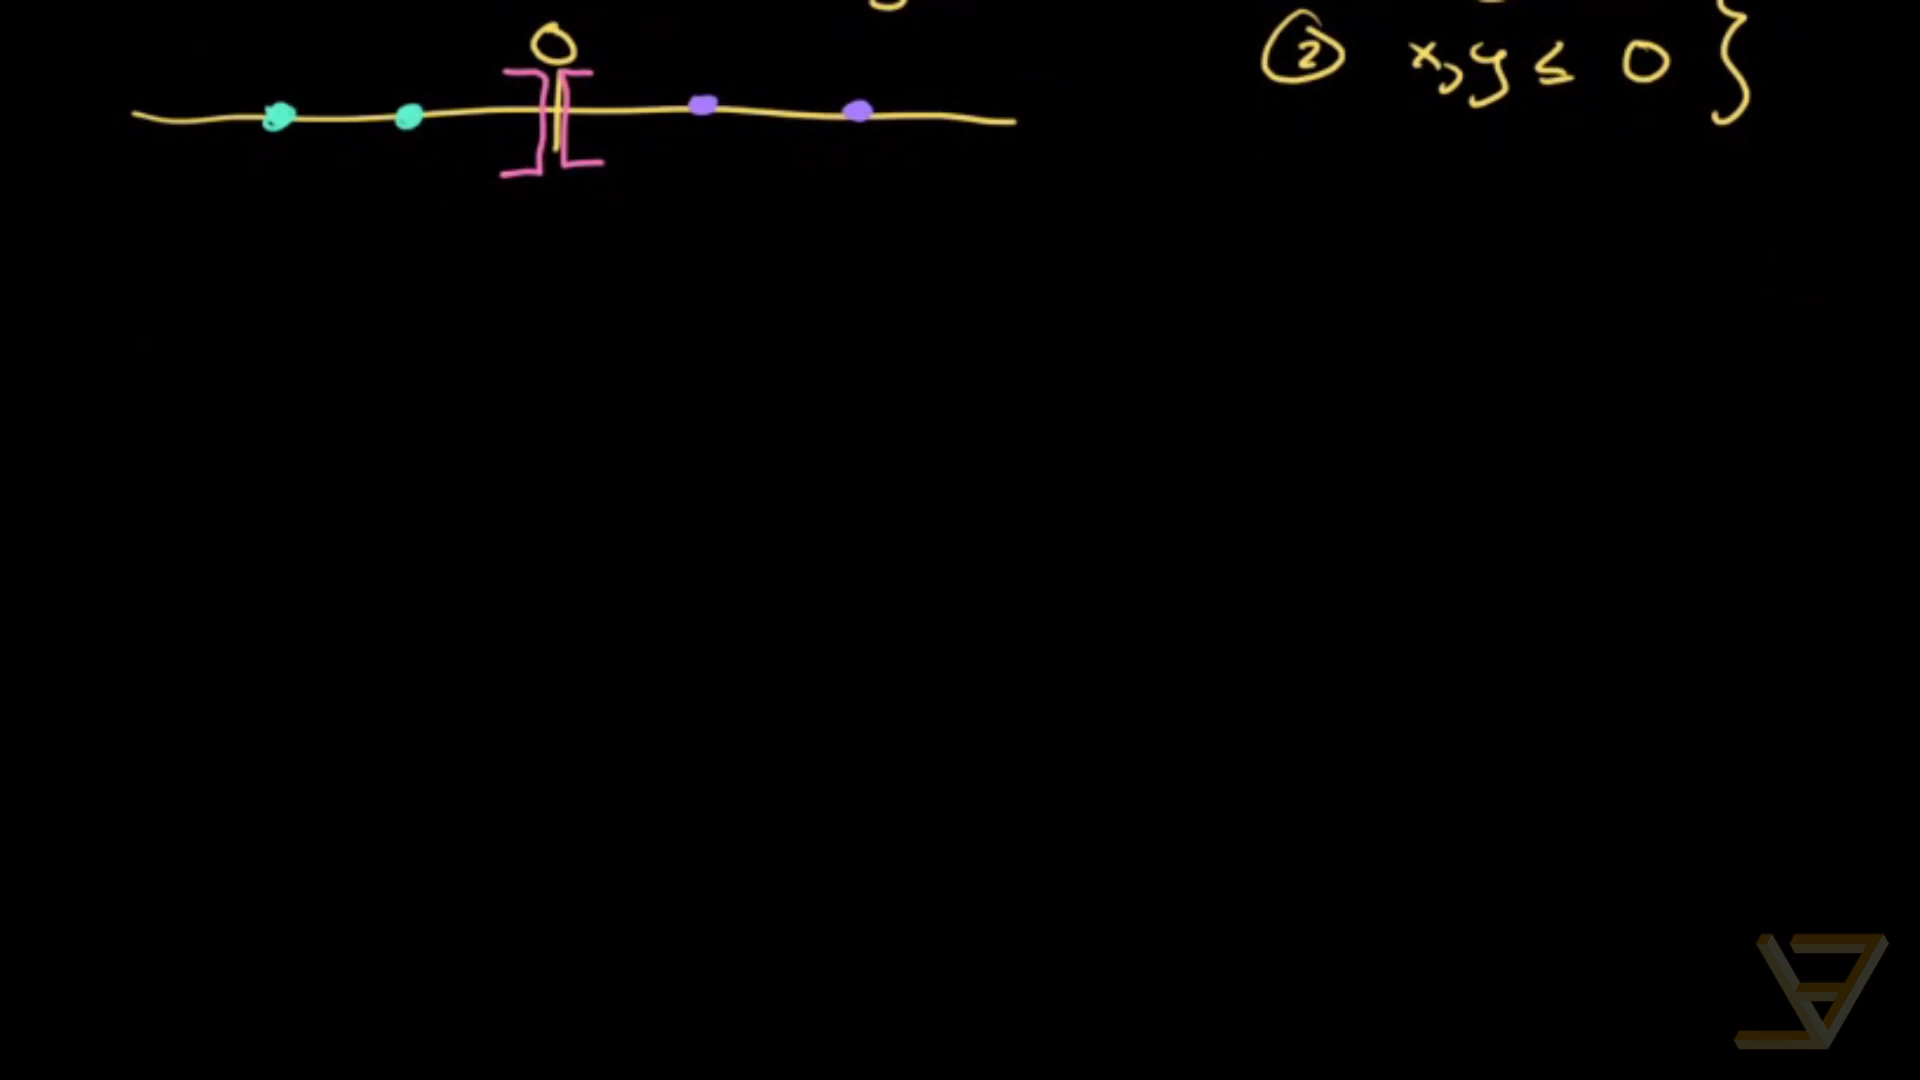 0
② x, y ≤ 0 }